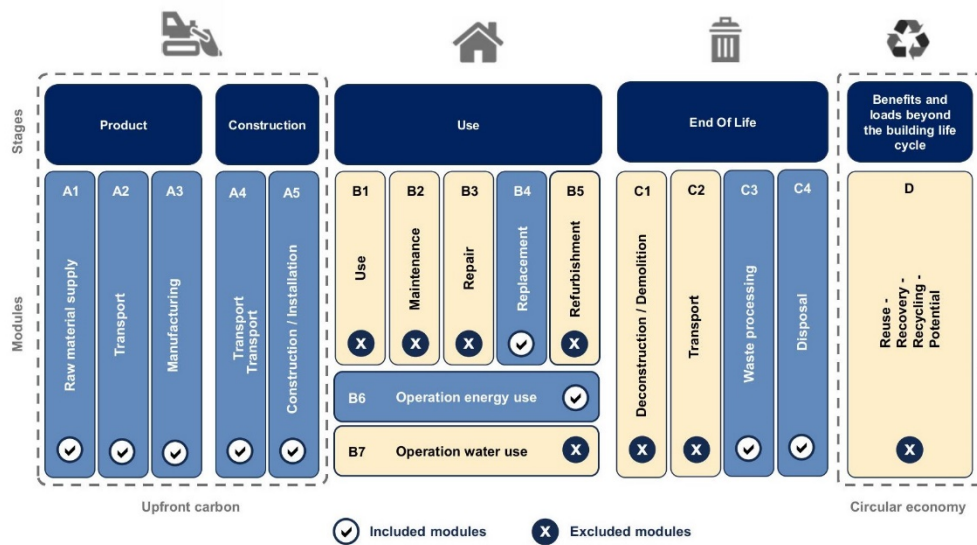 Stages
Product
Construction
Use
End Of Life
Benefits and
loads beyond
the building life
cycle
Modules
A1
Raw material supply
A2
Transport
A3
Manufacturing
A4
Transport
Transport
A5
Construction / Installation
B1
Use
X
B2
Maintenance
X
B3
Repair
X
B4
Replacement
B5
Refurbishment
X
B6 Operation energy use
B7 Operation water use X
C1
Deconstruction / Demolition
X
C2
Transport
X
C3
Waste processing
C4
Disposal
D
Reuse -
Recovery -
Recycling -
Potential
X
Upfront carbon
Circular economy
Included modules
X Excluded modules